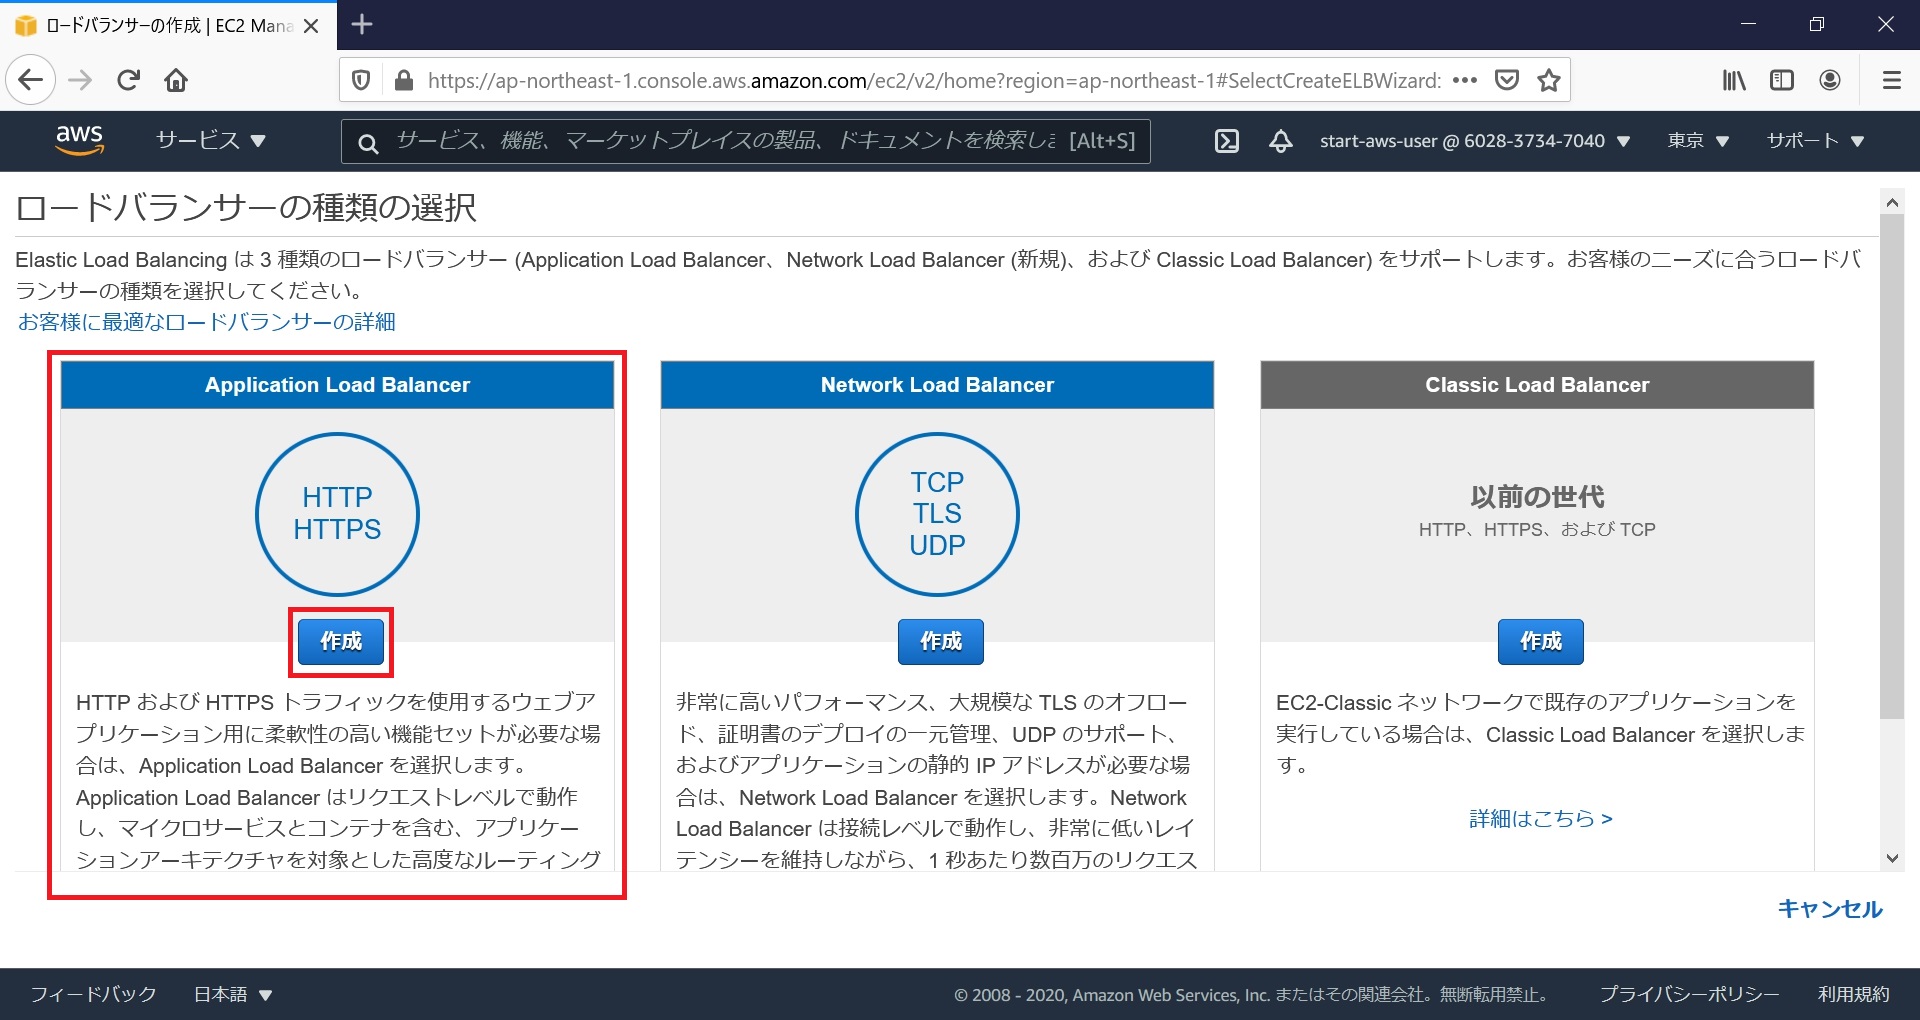 ロードバランサーの作成 | EC2 Mana
https://ap-northeast-1.console.aws.amazon.com/ec2/v2/home?region=ap-northeast-1#SelectCreateELBWizard:
aws
サービス
サービス、機能、マーケットプレイスの製品、ドキュメントを検索しま [Alt+S]
start-aws-user @ 6028-3734-7040
東京
サポート
ロードバランサーの種類の選択
Elastic Load Balancing は 3 種類のロードバランサー (Application Load Balancer、Network Load Balancer (新規)、および Classic Load Balancer) をサポートします。お客様のニーズに合うロードバ
ランサーの種類を選択してください。
お客様に最適なロードバランサーの詳細
Application Load Balancer
HTTP
HTTPS
作成
HTTP および HTTPS トラフィックを使用するウェブア
プリケーション用に柔軟性の高い機能セットが必要な場
合は、Application Load Balancer を選択します。
Application Load Balancer はリクエストレベルで動作
し、マイクロサービスとコンテナを含む、アプリケー
ションアーキテクチャを対象とした高度なルーティング
Network Load Balancer
TCP
TLS
UDP
作成
非常に高いパフォーマンス、大規模な TLS のオフロー
ド、証明書のデプロイの一元管理、UDP のサポート、
およびアプリケーションの静的 IP アドレスが必要な場
合は、Network Load Balancer を選択します。Network
Load Balancer は接続レベルで動作し、非常に低いレイ
テンシーを維持しながら、1 秒あたり数百万のリクエス
Classic Load Balancer
以前の世代
HTTP、HTTPS、および TCP
作成
EC2-Classic ネットワークで既存のアプリケーションを
実行している場合は、Classic Load Balancer を選択しま
す。
詳細はこちら >
キャンセル
フィードバック
日本語
© 2008 - 2020, Amazon Web Services, Inc. またはその関連会社。無断転用禁止。
プライバシーポリシー
利用規約